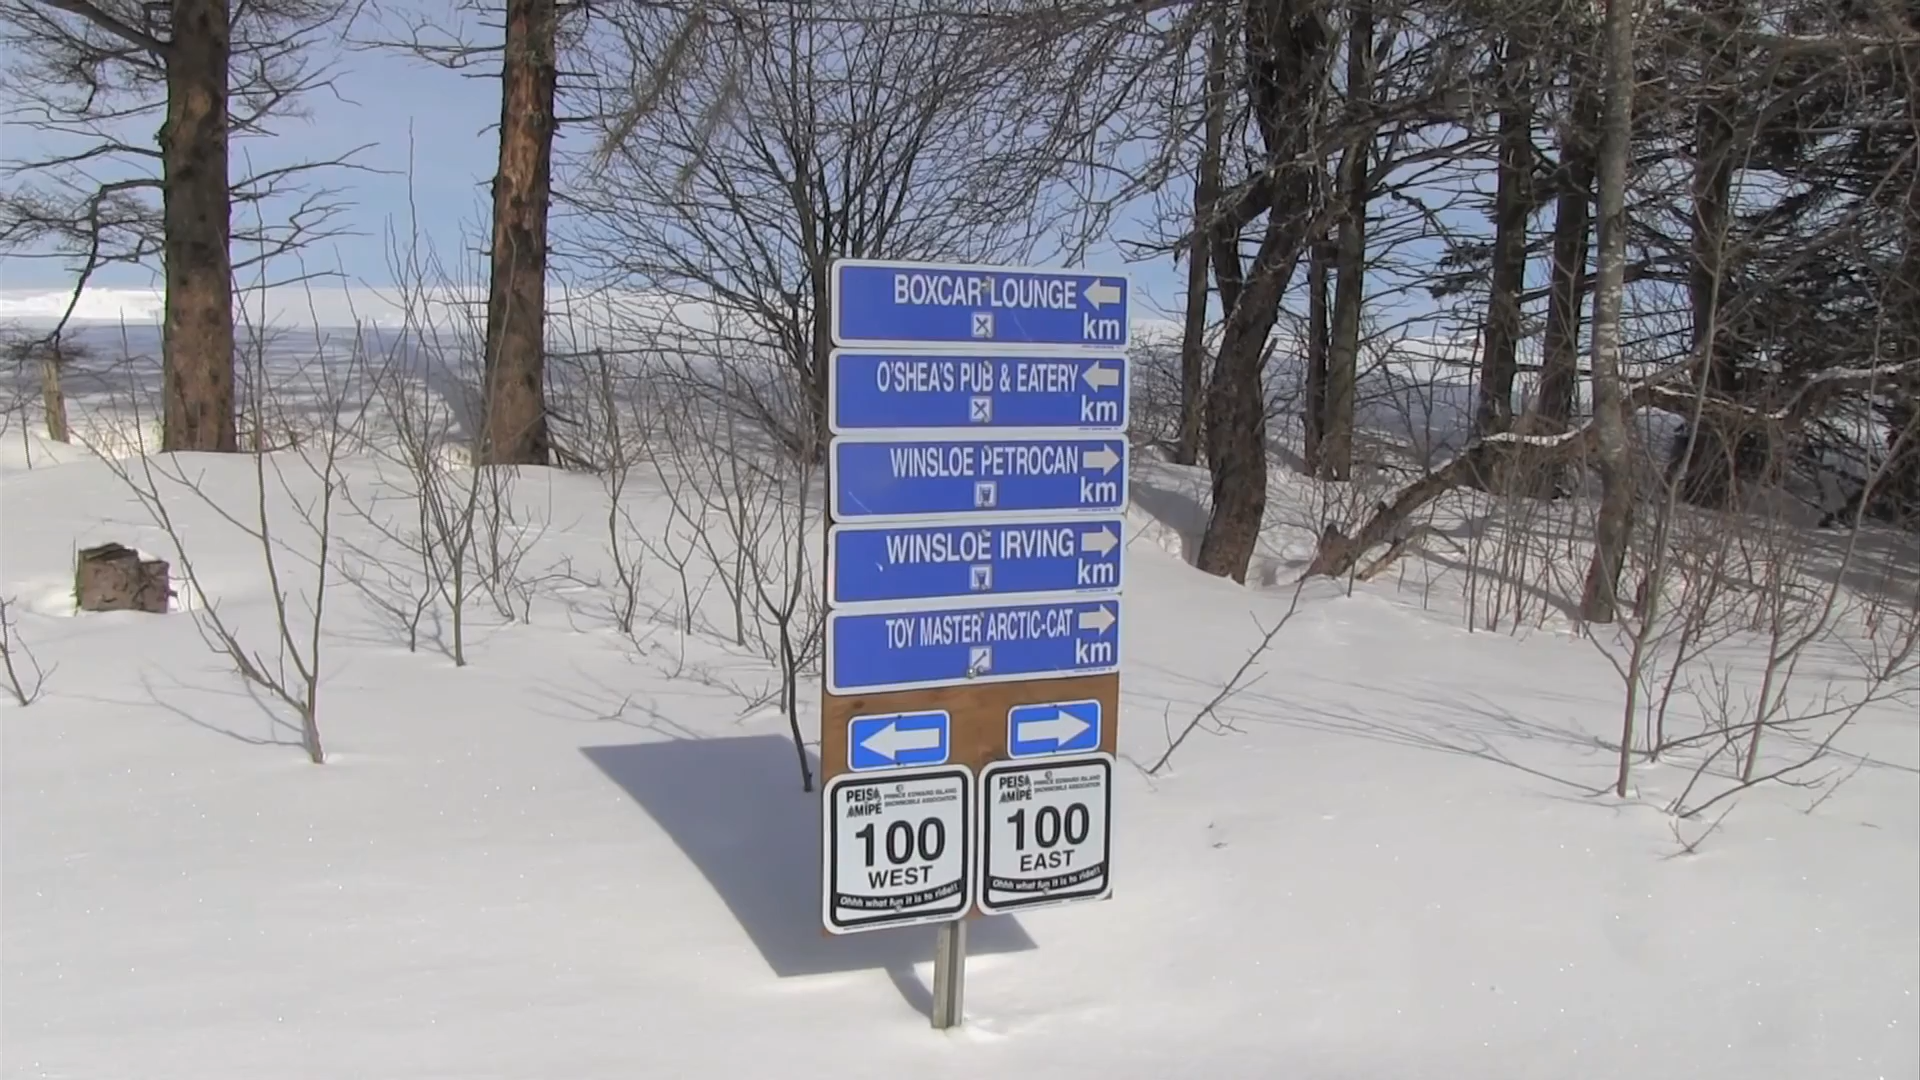 BOXCAR LOUNGE
km
O'SHEA'S PUB & EATERY
km
WINSLOE PETROCAN
km
WINSLOE IRVING
km
TOY MASTER ARCTIC-CAT
km
PEISA PRINCE EDWARD ISLAND
AMIPÉ SNOWMOBILE ASSOCIATION
100
WEST
Ohhh what fun it is to ride!!
PEISA PRINCE EDWARD ISLAND
AMIPÉ SNOWMOBILE ASSOCIATION
100
EAST
Ohhh what fun it is to ride!!